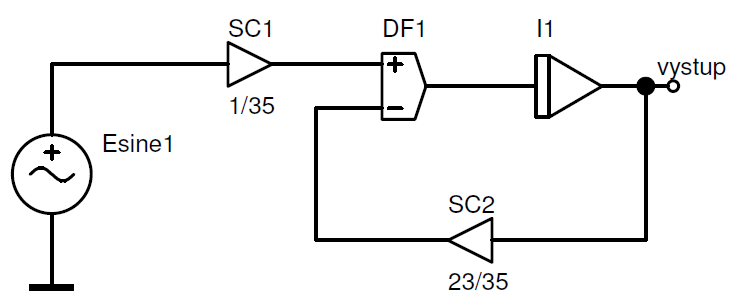 SC1
DF1
I1
vystup
1/35
Esine1
SC2
23/35